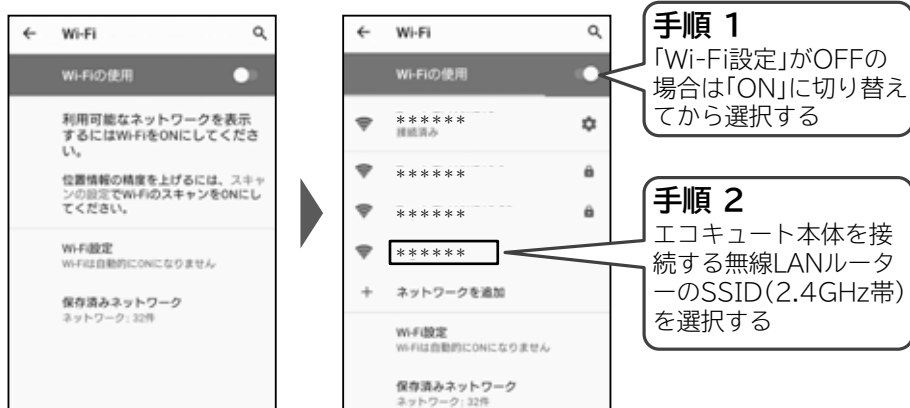 Wi-Fi
Wi-Fiの使用
利用可能なネットワークを表示
するにはWi-FiをONにしてくださ
い。
位置情報の精度を上げるには、スキャ
ンの設定でWi-FiのスキャンをONにし
てください。
Wi-Fi設定
Wi-Fiは自動的にONになりません
保存済みネットワーク
ネットワーク: 32件
Wi-Fi
Wi-Fiの使用
******
接続済み
******
******
******
+ ネットワークを追加
Wi-Fi設定
Wi-Fiは自動的にONになりません
保存済みネットワーク
ネットワーク: 32件
手順 1
「Wi-Fi設定」がOFFの
場合は「ON」に切り替え
てから選択する
手順 2
エコキュート本体を接
続する無線LANルータ
ーのSSID(2.4GHz帯)
を選択する